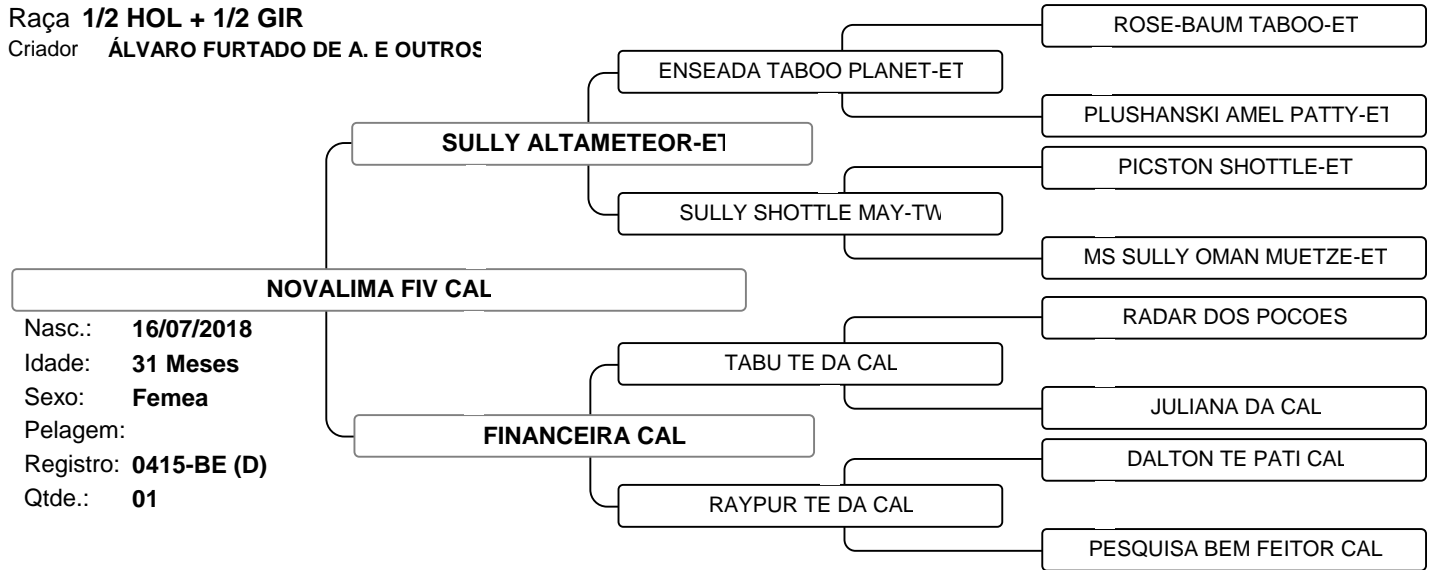 Raça 1/2 HOL + 1/2 GIR
Criador ÁLVARO FURTADO DE A. E OUTROS
ROSE-BAUM TABOO-ET
ENSEADA TABOO PLANET-ET
PLUSHANSKI AMEL PATTY-ET
SULLY ALTAMETEOR-ET
PICSTON SHOTTLE-ET
SULLY SHOTTLE MAY-TW
MS SULLY OMAN MUETZE-ET
NOVALIMA FIV CAL
RADAR DOS POCOES
TABU TE DA CAL
JULIANA DA CAL
FINANCEIRA CAL
DALTON TE PATI CAL
RAYPUR TE DA CAL
PESQUISA BEM FEITOR CAL
Nasc.: 16/07/2018
Idade: 31 Meses
Sexo: Femea
Pelagem:
Registro: 0415-BE (D)
Qtde.: 01